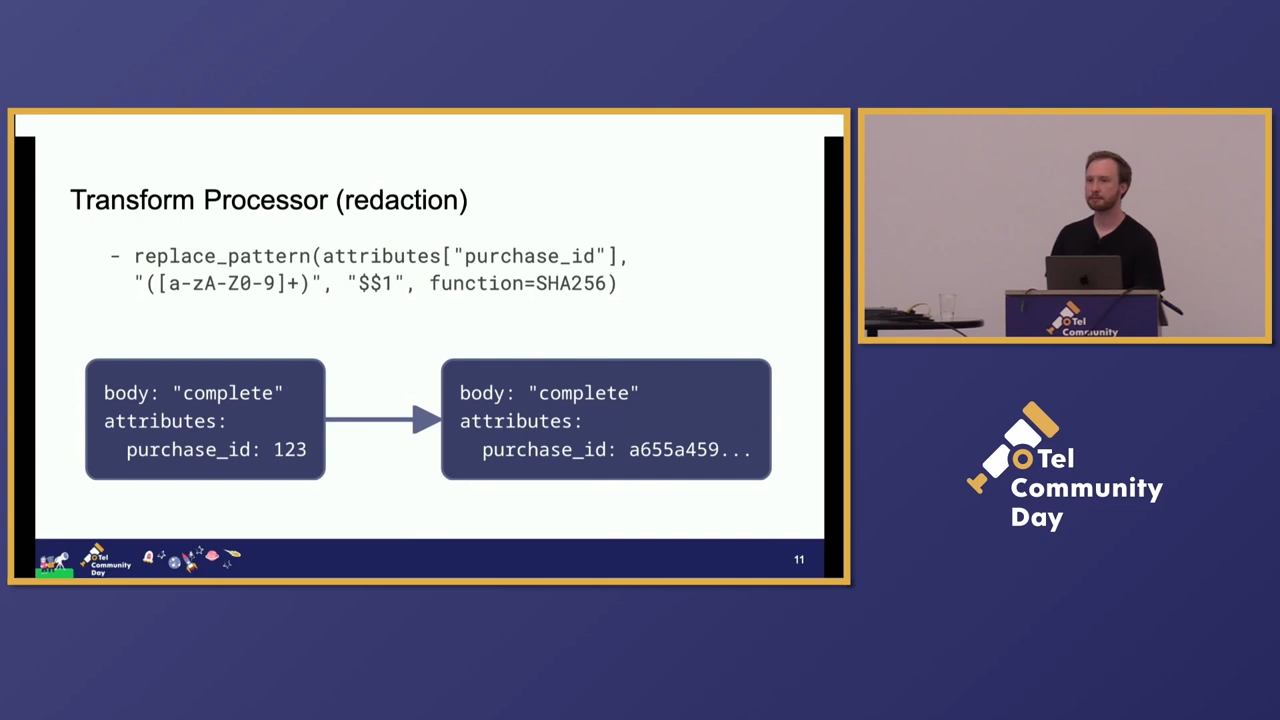 Transform Processor (redaction)
- replace_pattern(attributes["purchase_id"],
"([a-zA-Z0-9]+)", "$$1", function=SHA256)
body: "complete"
attributes:
purchase_id: 123
body: "complete"
attributes:
purchase_id: a655a459...
Tel
Community
Day
11
Tel
Community
Tel
Community
Day